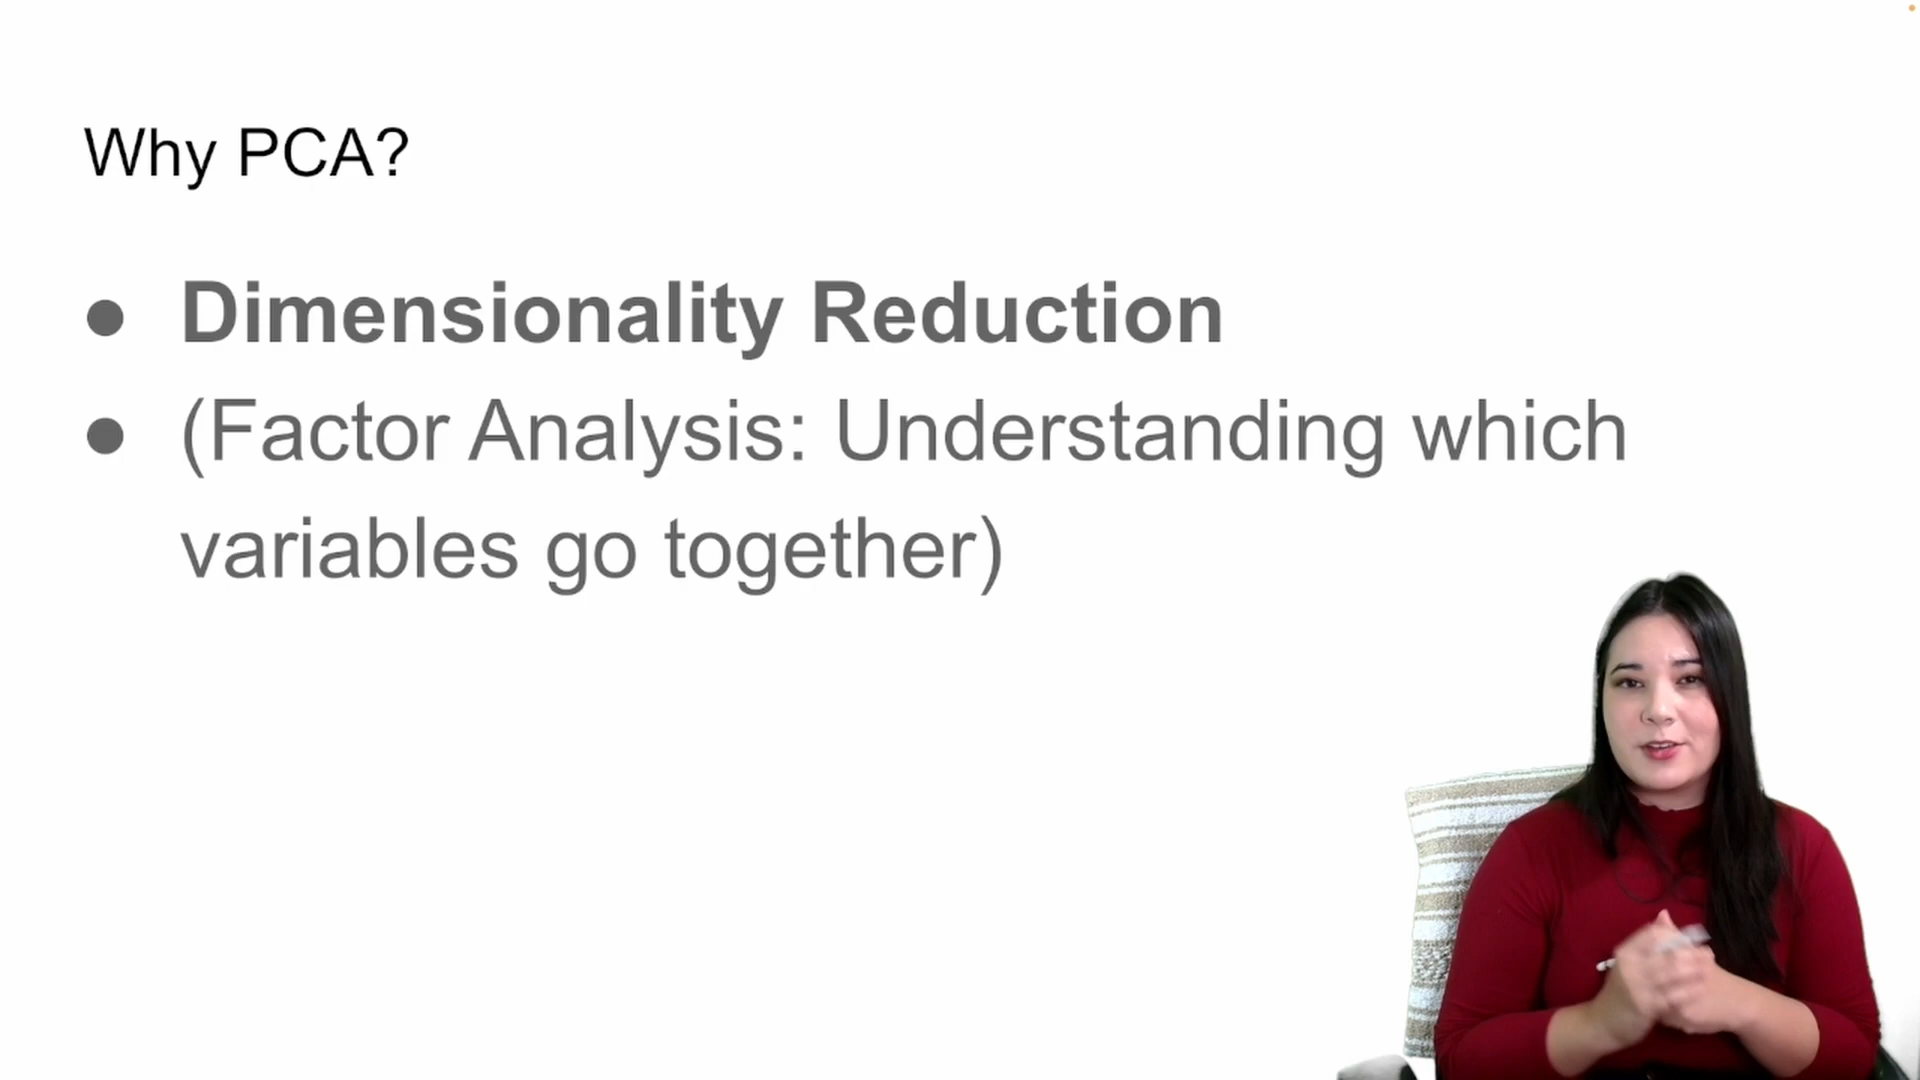 Why PCA?
● Dimensionality Reduction
● (Factor Analysis: Understanding which
variables go together)